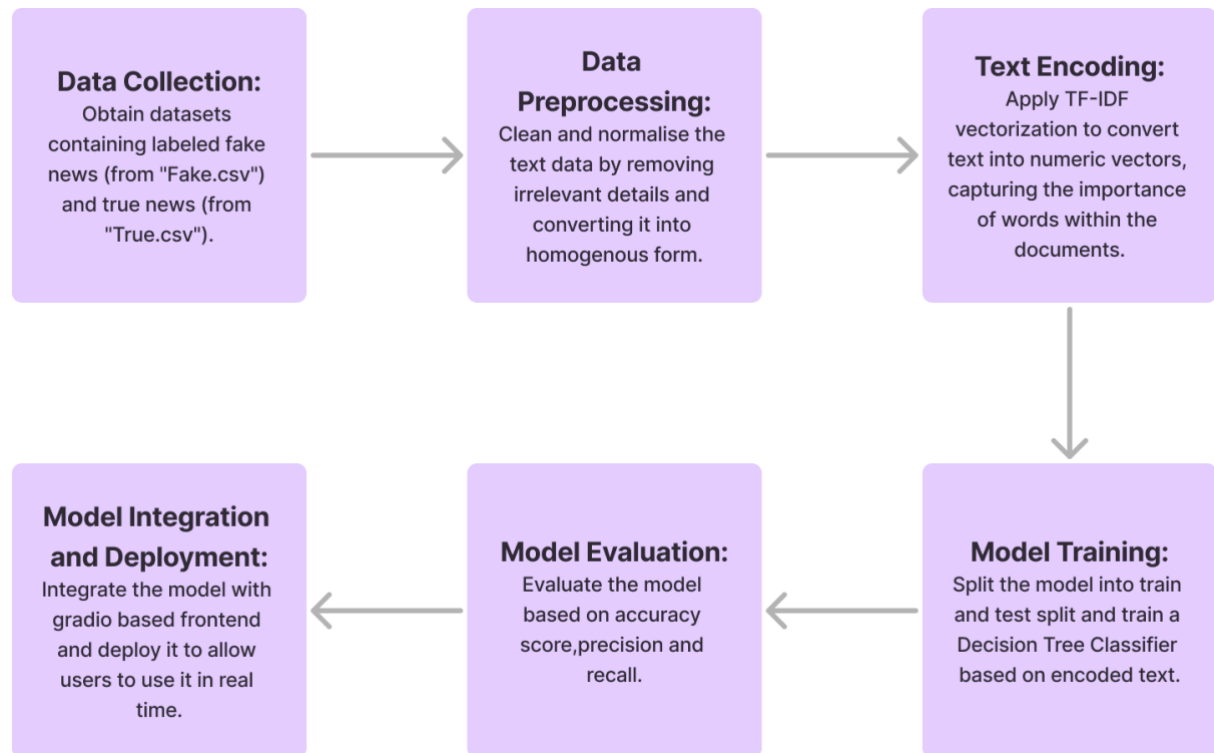 Data Collection:
Obtain datasets
containing labeled fake
news (from "Fake.csv")
and true news (from
"True.csv").
Data
Preprocessing:
Clean and normalise the
text data by removing
irrelevant details and
converting it into
homogenous form.
Text Encoding:
Apply TF-IDF
vectorization to convert
text into numeric vectors,
capturing the importance
of words within the
documents.
Model Training:
Split the model into train
and test split and train a
Decision Tree Classifier
based on encoded text.
Model Evaluation:
Evaluate the model
based on accuracy
score,precision and
recall.
Model Integration
and Deployment:
Integrate the model with
gradio based frontend
and deploy it to allow
users to use it in real
time.